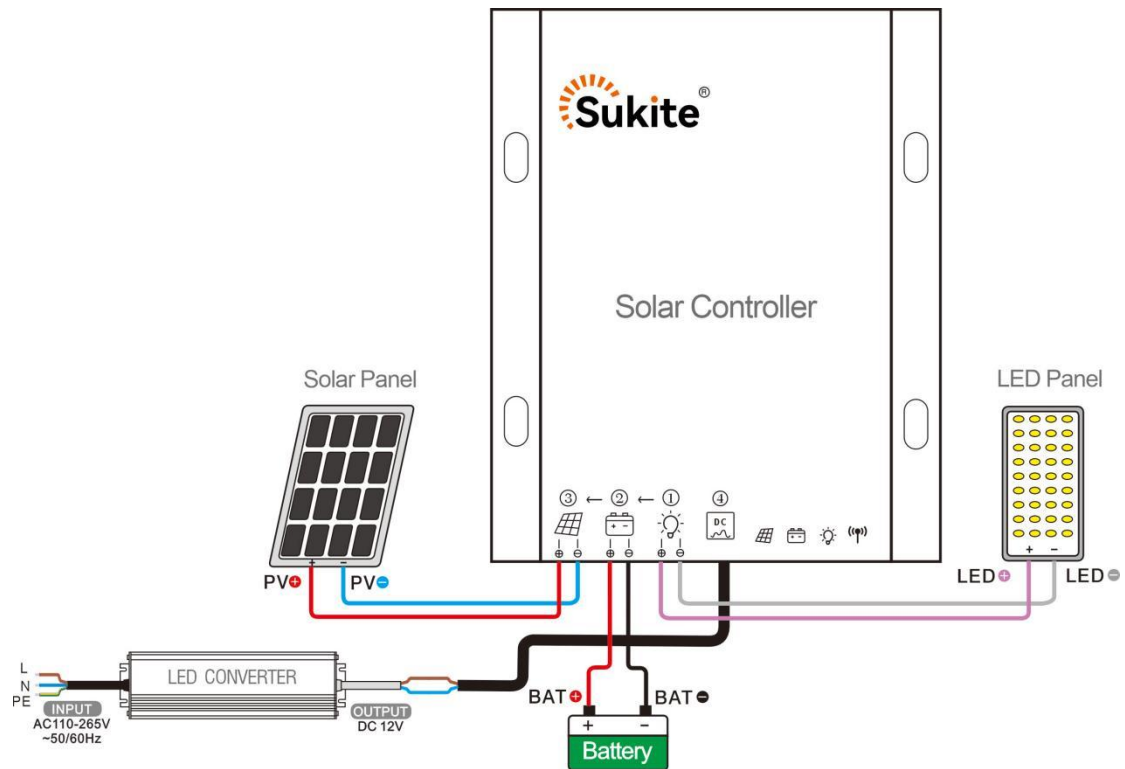 Sukite®
Solar Controller
Solar Panel
LED Panel
③ ← ② ← ① ④
+ - DC
⊕ ⊖ ⊕ ⊖ ⊕ ⊖
+ −
+ −
PV⊕ PV⊖
LED⊕ LED⊖
L
N
PE
LED CONVERTER
INPUT
AC110-265V
~50/60Hz
OUTPUT
DC 12V
BAT⊕ BAT⊖
+ −
Battery